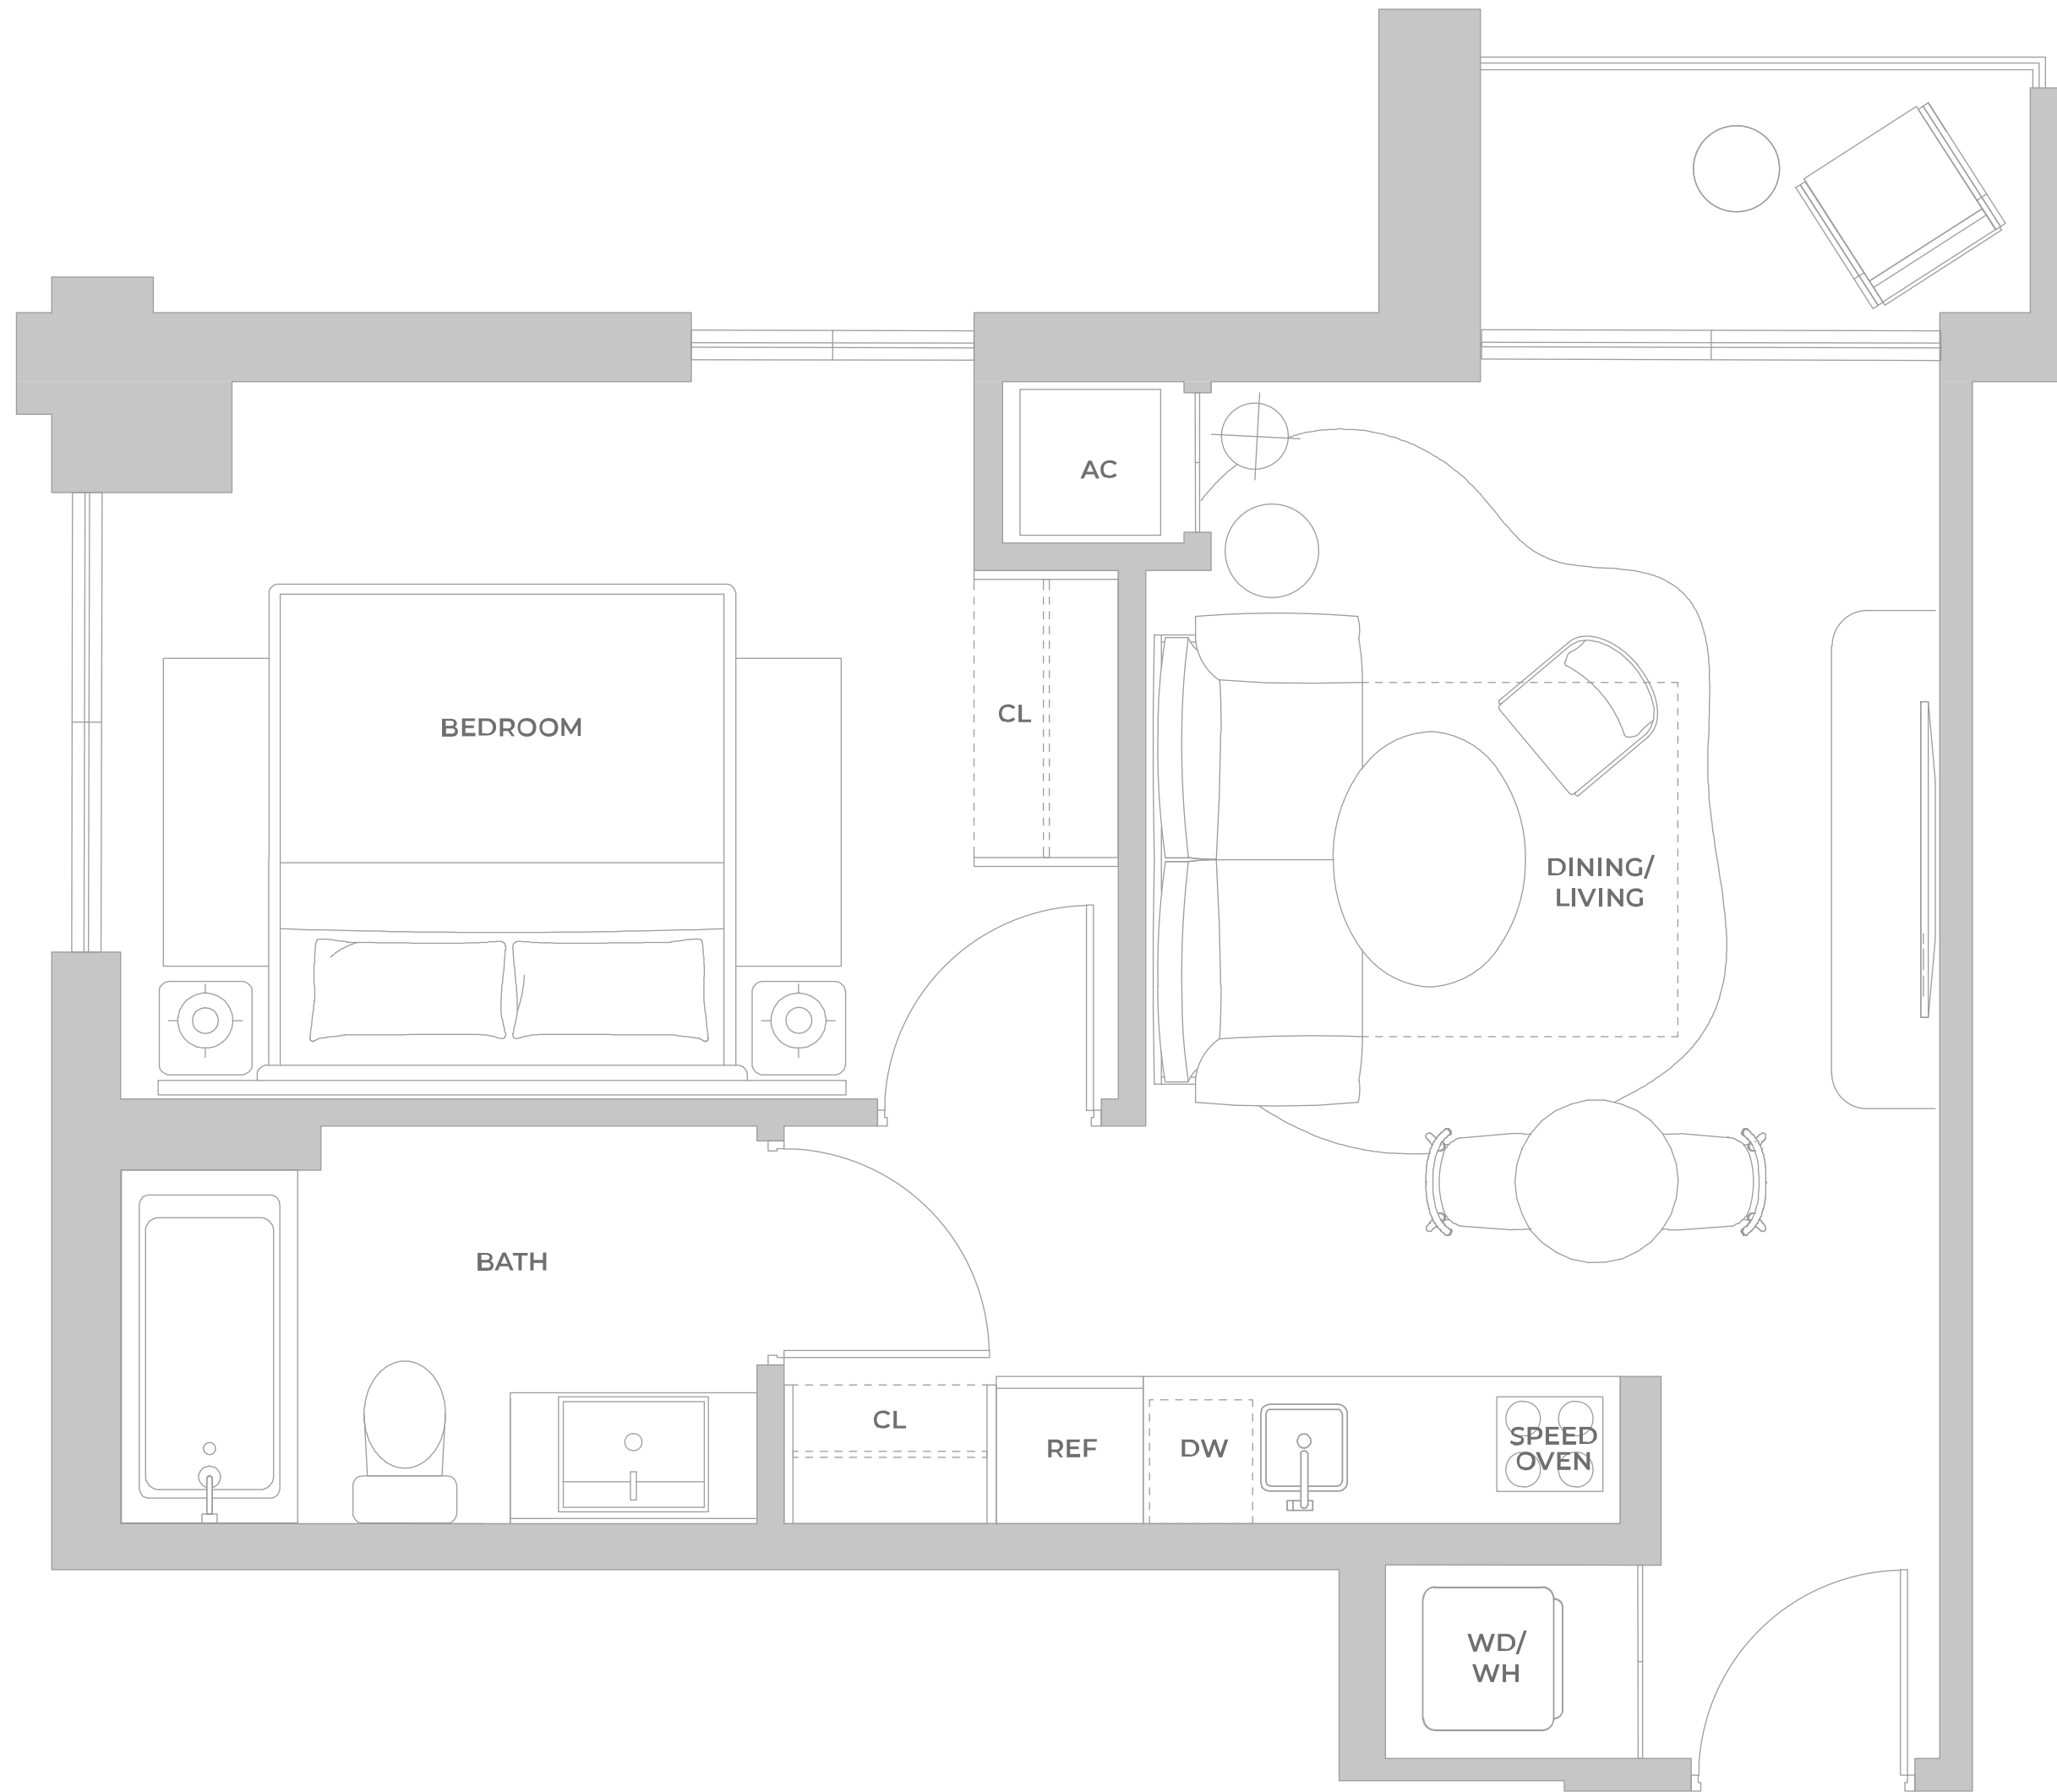 AC
CL
BEDROOM
DINING/
LIVING
BATH
CL
REF
DW
SPEED
OVEN
WD/
WH